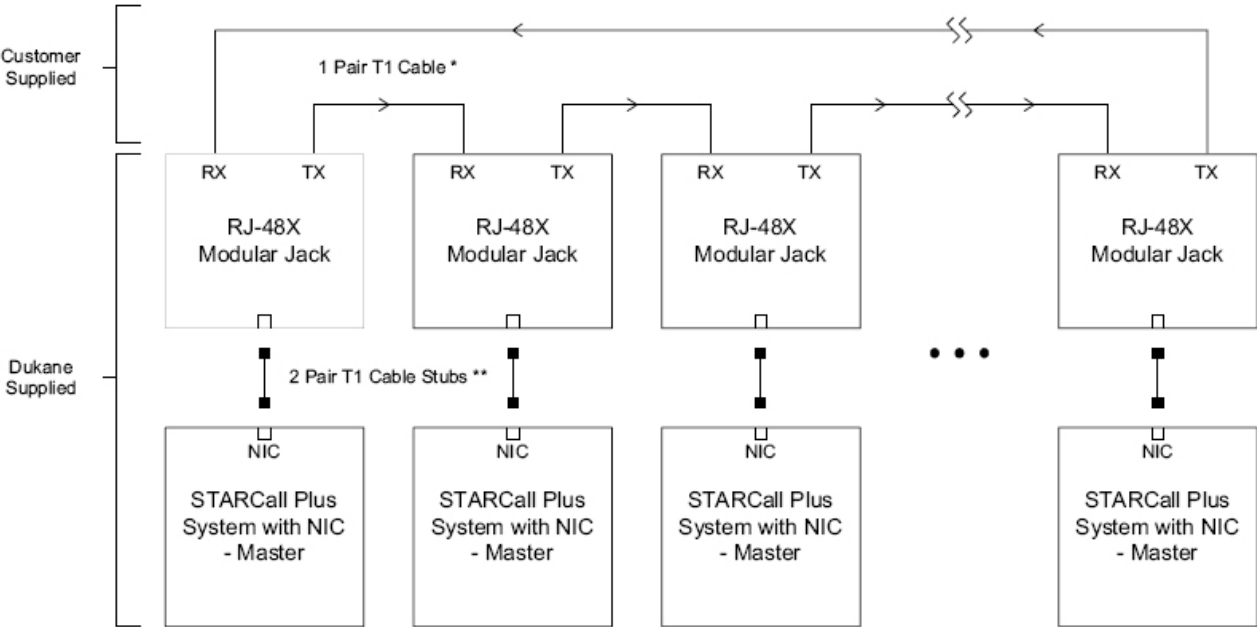 Customer
Supplied
1 Pair T1 Cable *
RX TX RX TX RX TX RX TX
RJ-48X RJ-48X RJ-48X RJ-48X
Modular Jack Modular Jack Modular Jack Modular Jack
Dukane
Supplied
2 Pair T1 Cable Stubs **
NIC NIC NIC NIC
STARCall Plus STARCall Plus STARCall Plus STARCall Plus
System with NIC System with NIC System with NIC System with NIC
- Master - Master - Master - Master